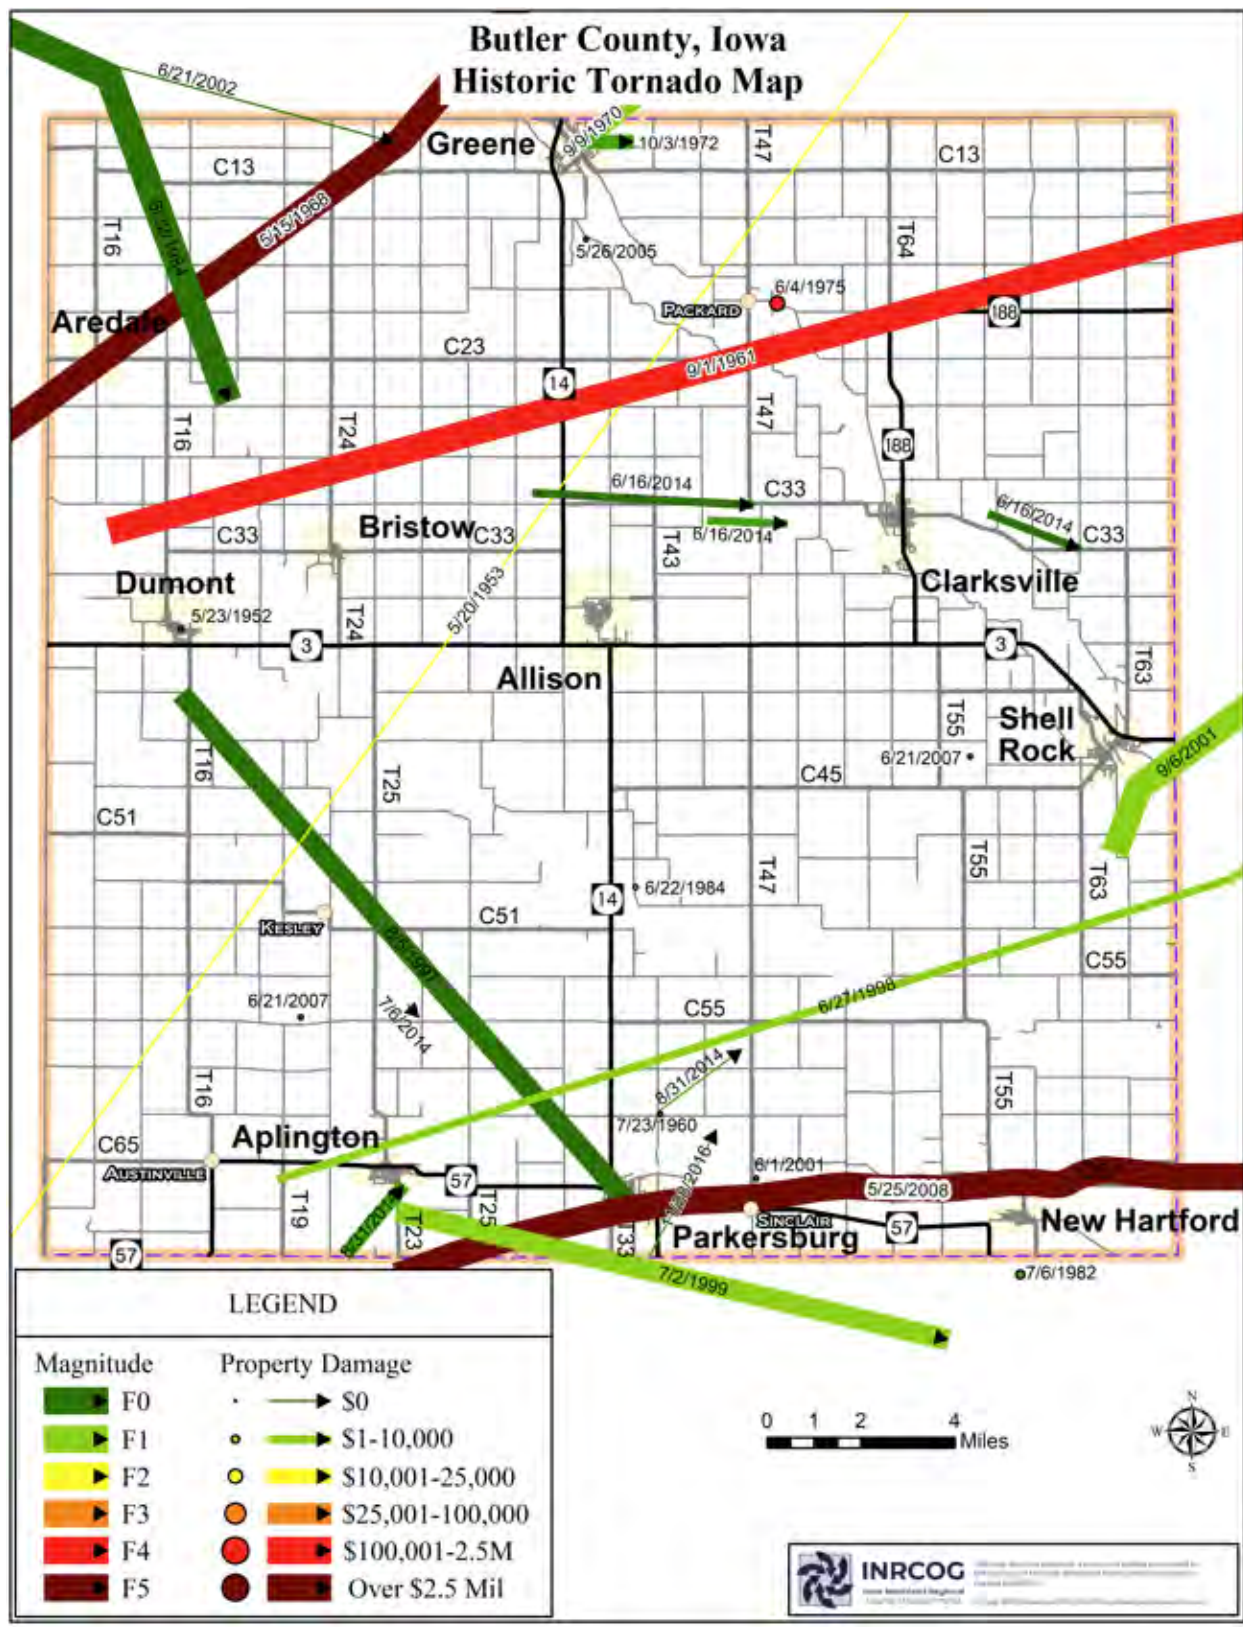 Butler County, Iowa
Historic Tornado Map
6/21/2002
9/9/1970
Greene
10/3/1972
T47
C13
C13
5/15/1968
6/22/1984
T16
T64
5/26/2005
6/4/1975
PACKARD
188
Aredale
C23
9/1/1961
14
T47
T16
T24
188
6/16/2014
C33
6/16/2014
Bristow
C33
C33
6/16/2014
T43
C33
Dumont
5/20/1953
Clarksville
5/23/1952
T24
3
3
T63
Allison
T55
Shell
Rock
6/21/2007
9/6/2001
T16
T25
C45
C51
T47
T55
T63
6/22/1984
14
KESLEY
C51
C55
6/27/1998
6/21/2007
7/6/2014
C55
8/31/2014
T16
T55
7/23/1960
Aplington
C65
AUSTINVILLE
57
6/1/2001
5/25/2008
T19
T25
T23
T33
SINCLAIR
Parkersburg
57
New Hartford
57
7/2/1999
7/6/1982
LEGEND
Magnitude Property Damage
F0 $0
F1 $1-10,000
F2 $10,001-25,000
F3 $25,001-100,000
F4 $100,001-2.5M
F5 Over $2.5 Mil
0 1 2 4
Miles
N
W E
S
INRCOG